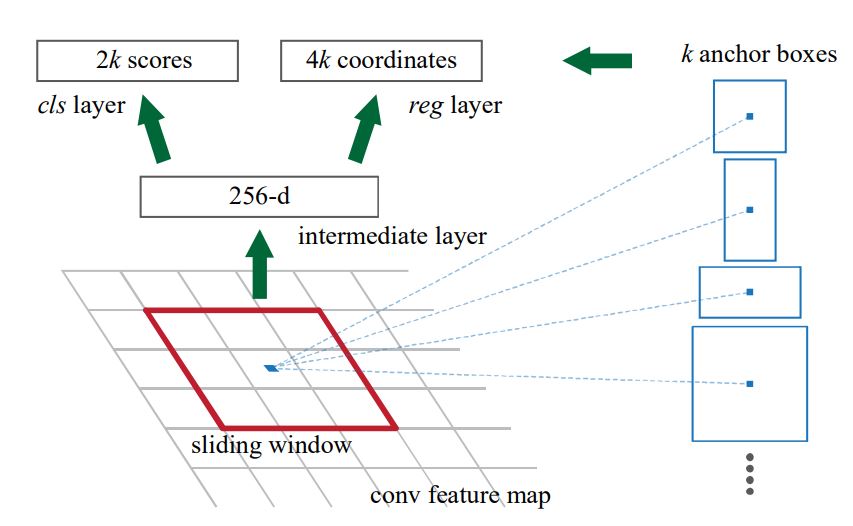 2k scores
4k coordinates
k anchor boxes
cls layer
reg layer
256-d
intermediate layer
sliding window
conv feature map